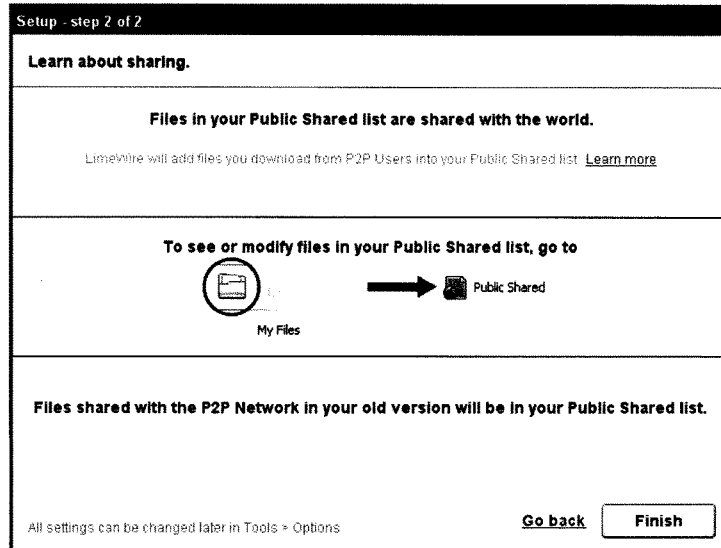 Setup - step 2 of 2
Learn about sharing.
Files in your Public Shared list are shared with the world.
LimeWire will add files you download from P2P Users into your Public Shared list Learn more
To see or modify files in your Public Shared list, go to
Public Shared
My Files
Files shared with the P2P Network in your old version will be in your Public Shared list.
All settings can be changed later in Tools > Options
Go back
Finish